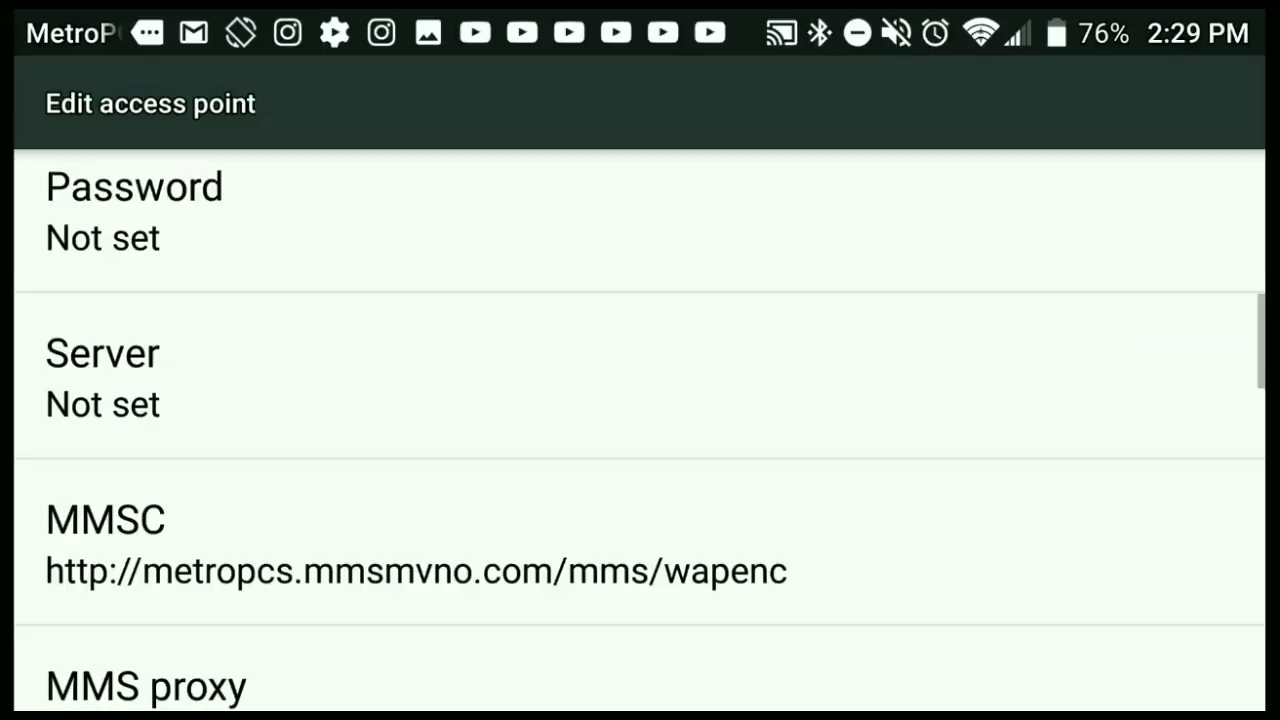 MetroP 76% 2:29 PM
Edit access point
Password
Not set
Server
Not set
MMSC
http://metropcs.mmsmvno.com/mms/wapenc
MMS proxy